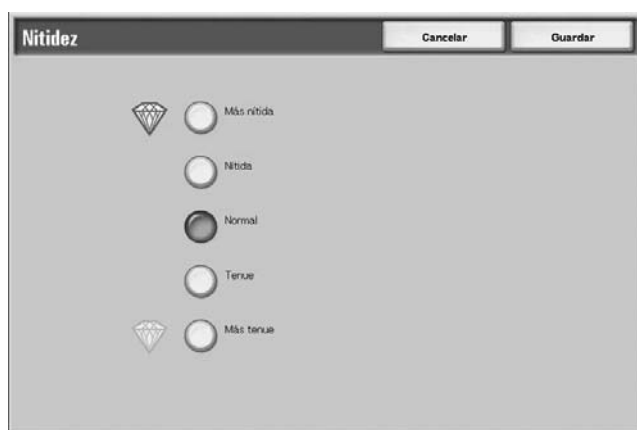 Nitidez
Cancelar
Guardar
Más nítida
Nítida
Normal
Tenue
Más tenue